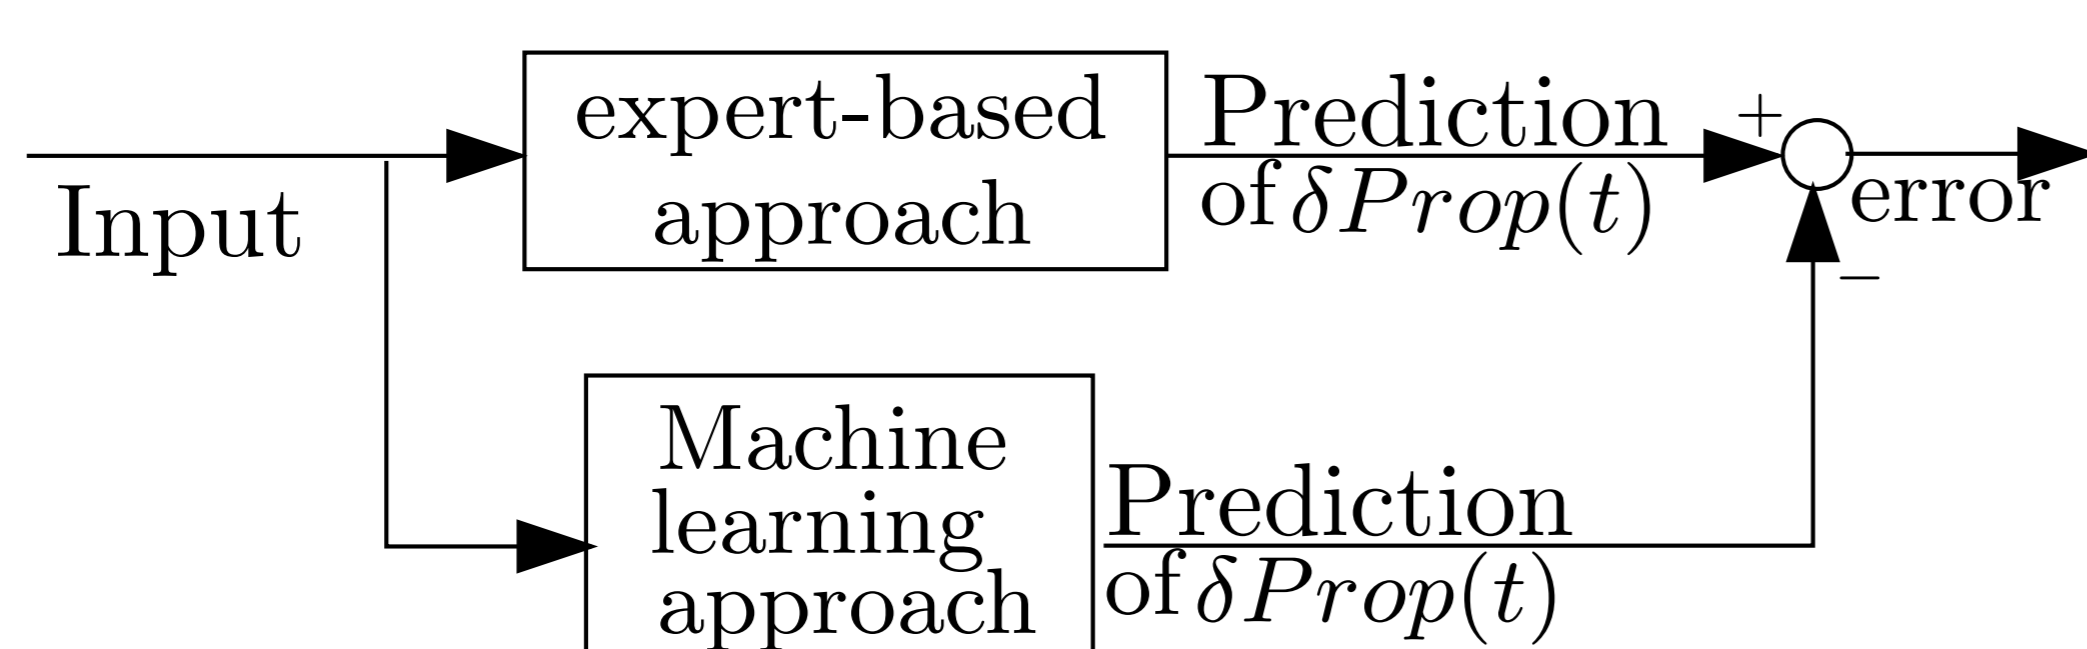 expert-based
approach
Input
Prediction
of δProp(t)
+
error
−
Machine
learning
approach
Prediction
of δProp(t)